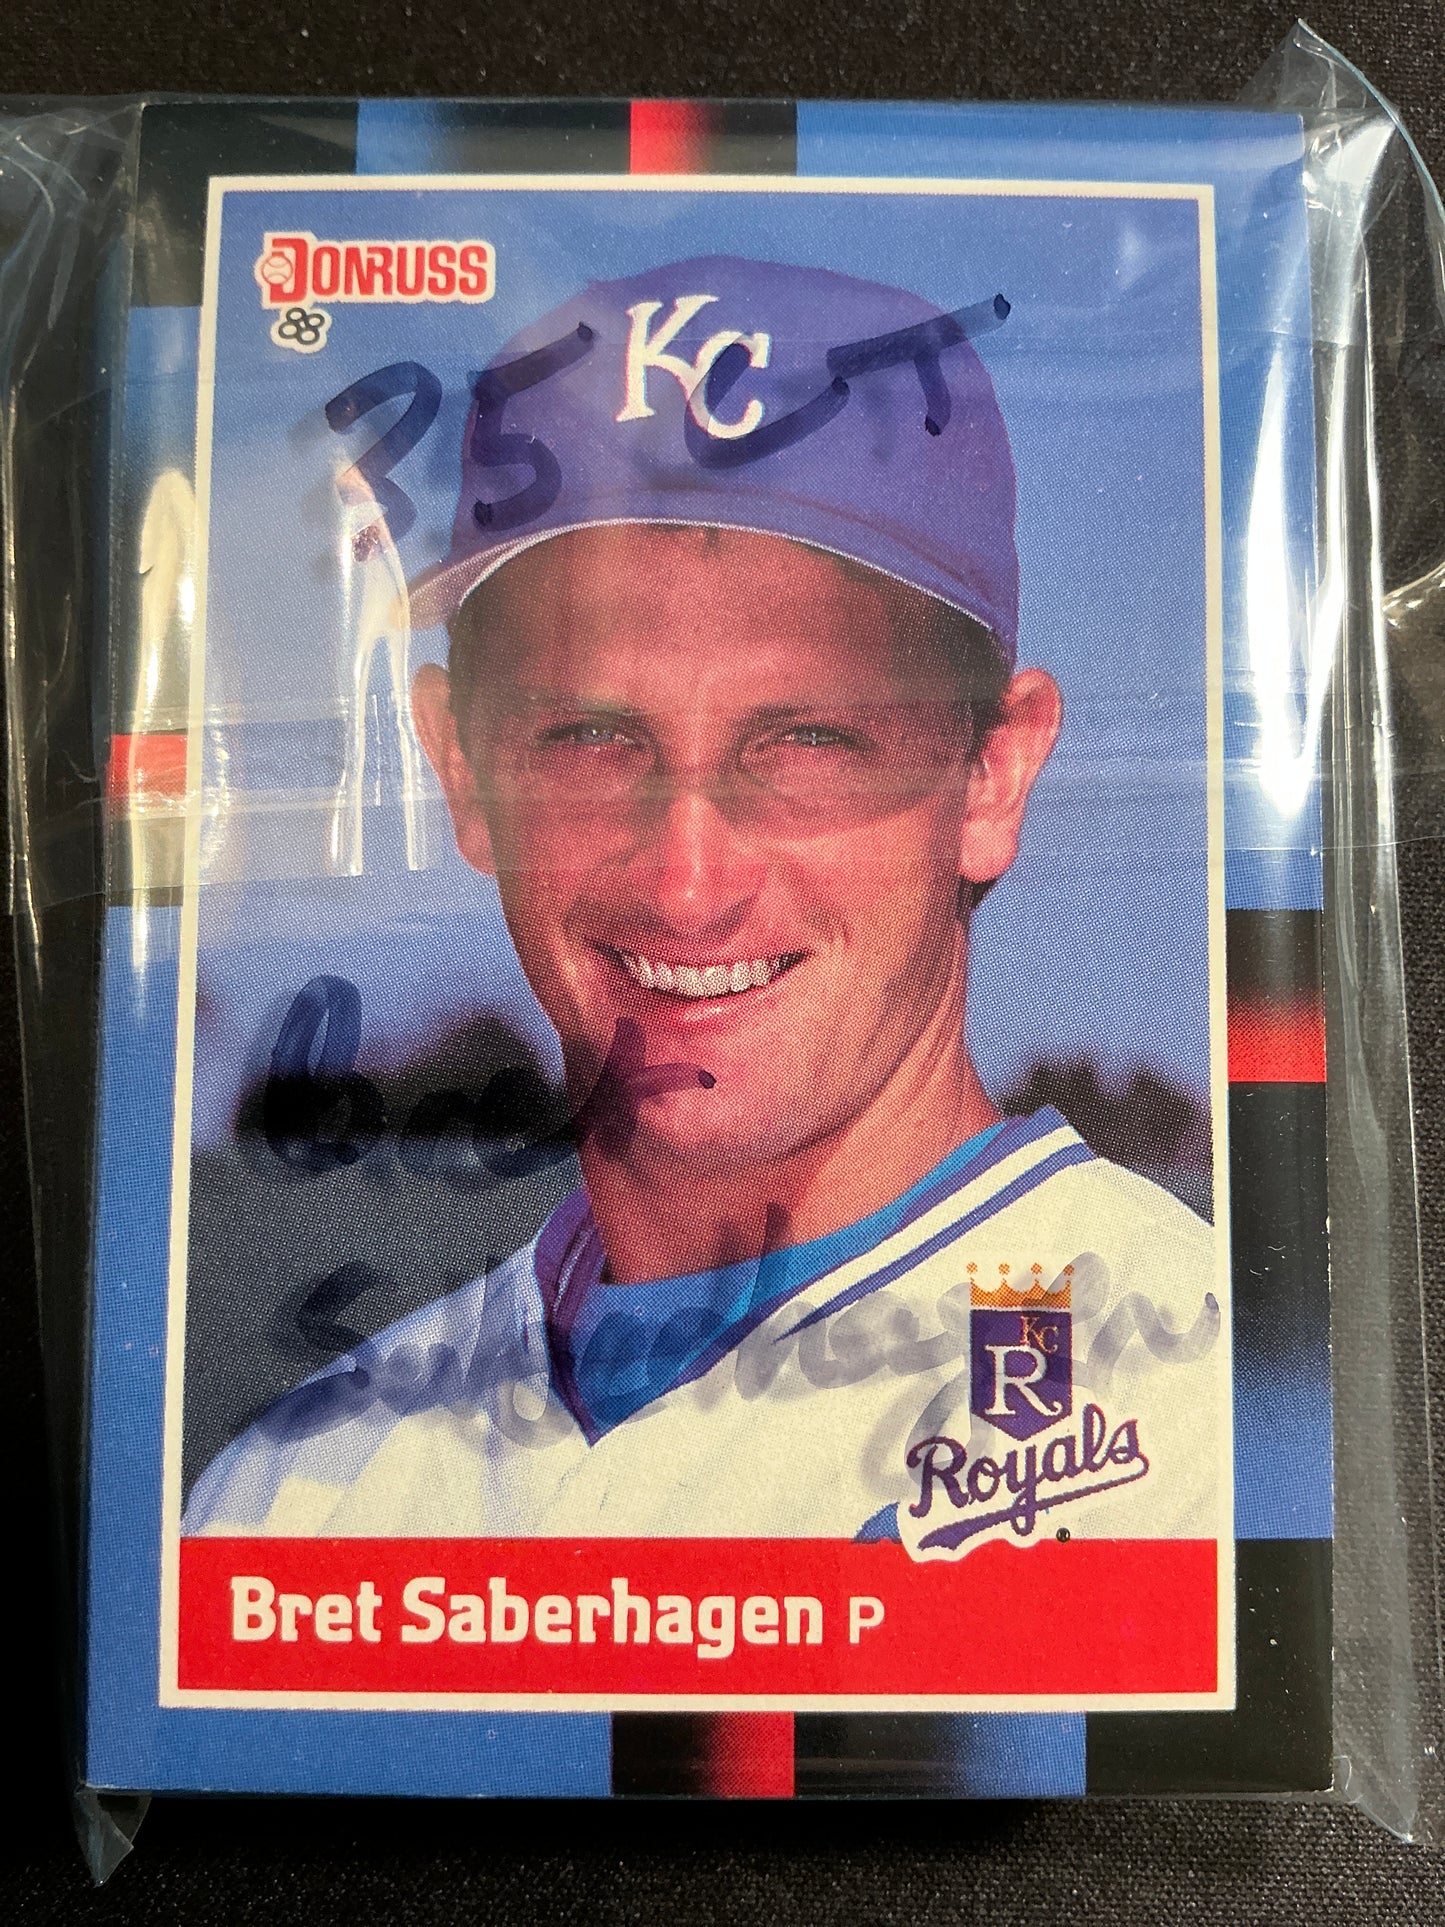 DONRUSS
88
KC
35 CT
Bret
Saberhagen
KC
R
Royals
®
Bret Saberhagen P